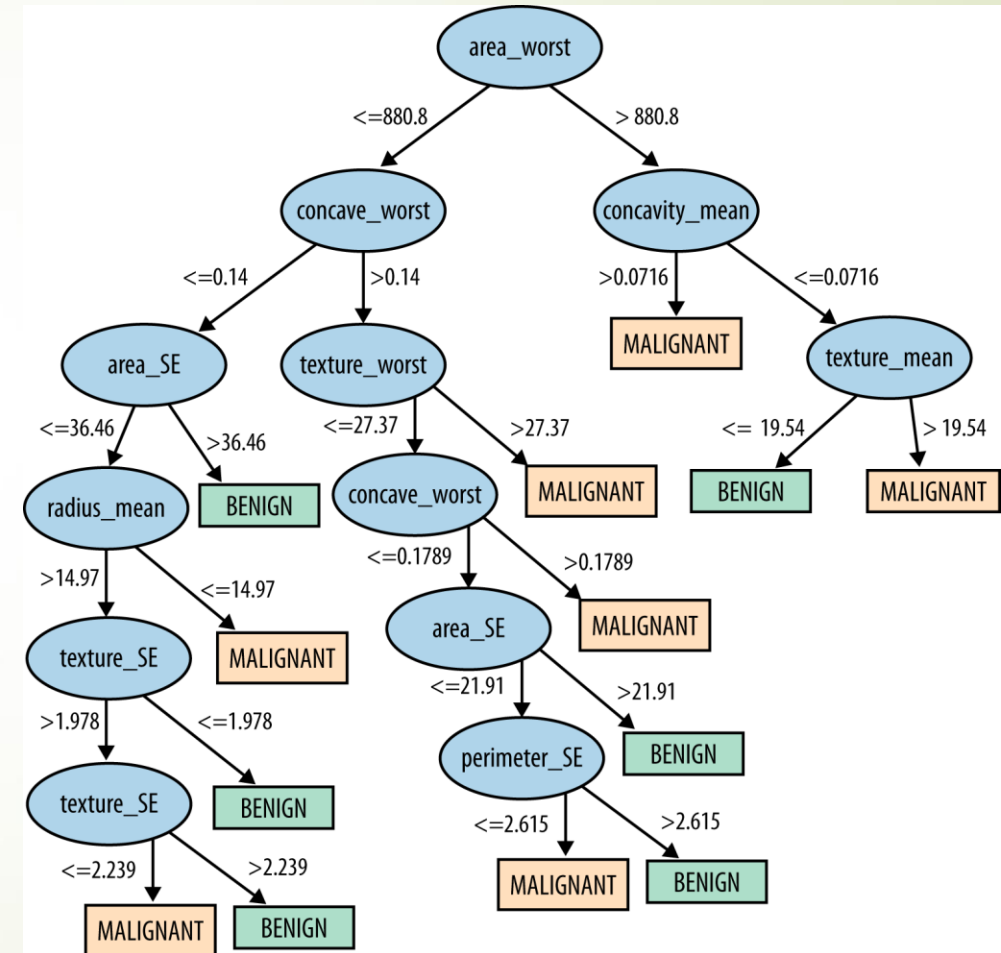 area_worst
<=880.8
> 880.8
concave_worst
concavity_mean
<=0.14
>0.14
>0.0716
<=0.0716
MALIGNANT
area_SE
texture_worst
texture_mean
<=36.46
>36.46
<=27.37
>27.37
<= 19.54
> 19.54
radius_mean
BENIGN
concave_worst
MALIGNANT
BENIGN
MALIGNANT
>14.97
<=14.97
<=0.1789
>0.1789
texture_SE
MALIGNANT
area_SE
MALIGNANT
>1.978
<=1.978
<=21.91
>21.91
texture_SE
BENIGN
perimeter_SE
BENIGN
<=2.239
>2.239
<=2.615
>2.615
MALIGNANT
BENIGN
MALIGNANT
BENIGN